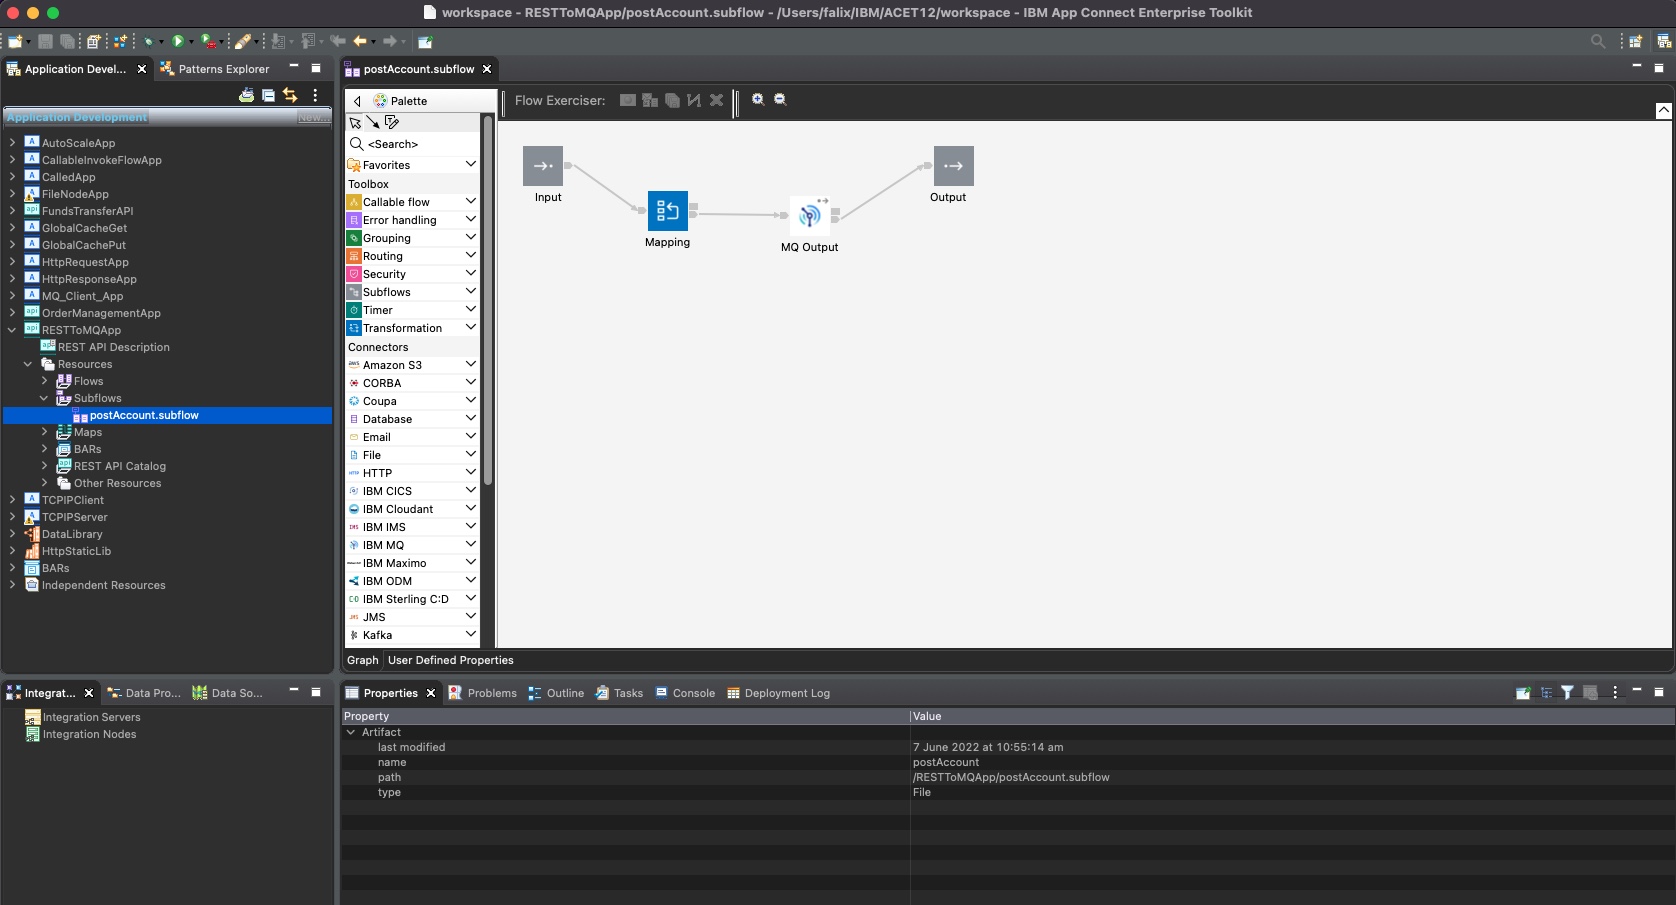 workspace - RESTToMQApp/postAccount.subflow - /Users/falix/IBM/ACET12/workspace - IBM App Connect Enterprise Toolkit
Application Devel...
Patterns Explorer
Application Development
New...
AutoScaleApp
CallableInvokeFlowApp
CalledApp
FileNodeApp
FundsTransferAPI
GlobalCacheGet
GlobalCachePut
HttpRequestApp
HttpResponseApp
MQ_Client_App
OrderManagementApp
RESTToMQApp
REST API Description
Resources
Flows
Subflows
postAccount.subflow
Maps
BARs
REST API Catalog
Other Resources
TCPIPClient
TCPIPServer
DataLibrary
HttpStaticLib
BARs
Independent Resources
postAccount.subflow
Palette
<Search>
Favorites
Toolbox
Callable flow
Error handling
Grouping
Routing
Security
Subflows
Timer
Transformation
Connectors
Amazon S3
CORBA
Coupa
Database
Email
File
HTTP
IBM CICS
IBM Cloudant
IBM IMS
IBM MQ
IBM Maximo
IBM ODM
IBM Sterling C:D
JMS
Kafka
Flow Exerciser:
Input
Mapping
MQ Output
Output
Graph
User Defined Properties
Integrat...
Data Pro...
Data So...
Integration Servers
Integration Nodes
Properties
Problems
Outline
Tasks
Console
Deployment Log
Property
Value
Artifact
last modified
7 June 2022 at 10:55:14 am
name
postAccount
path
/RESTToMQApp/postAccount.subflow
type
File